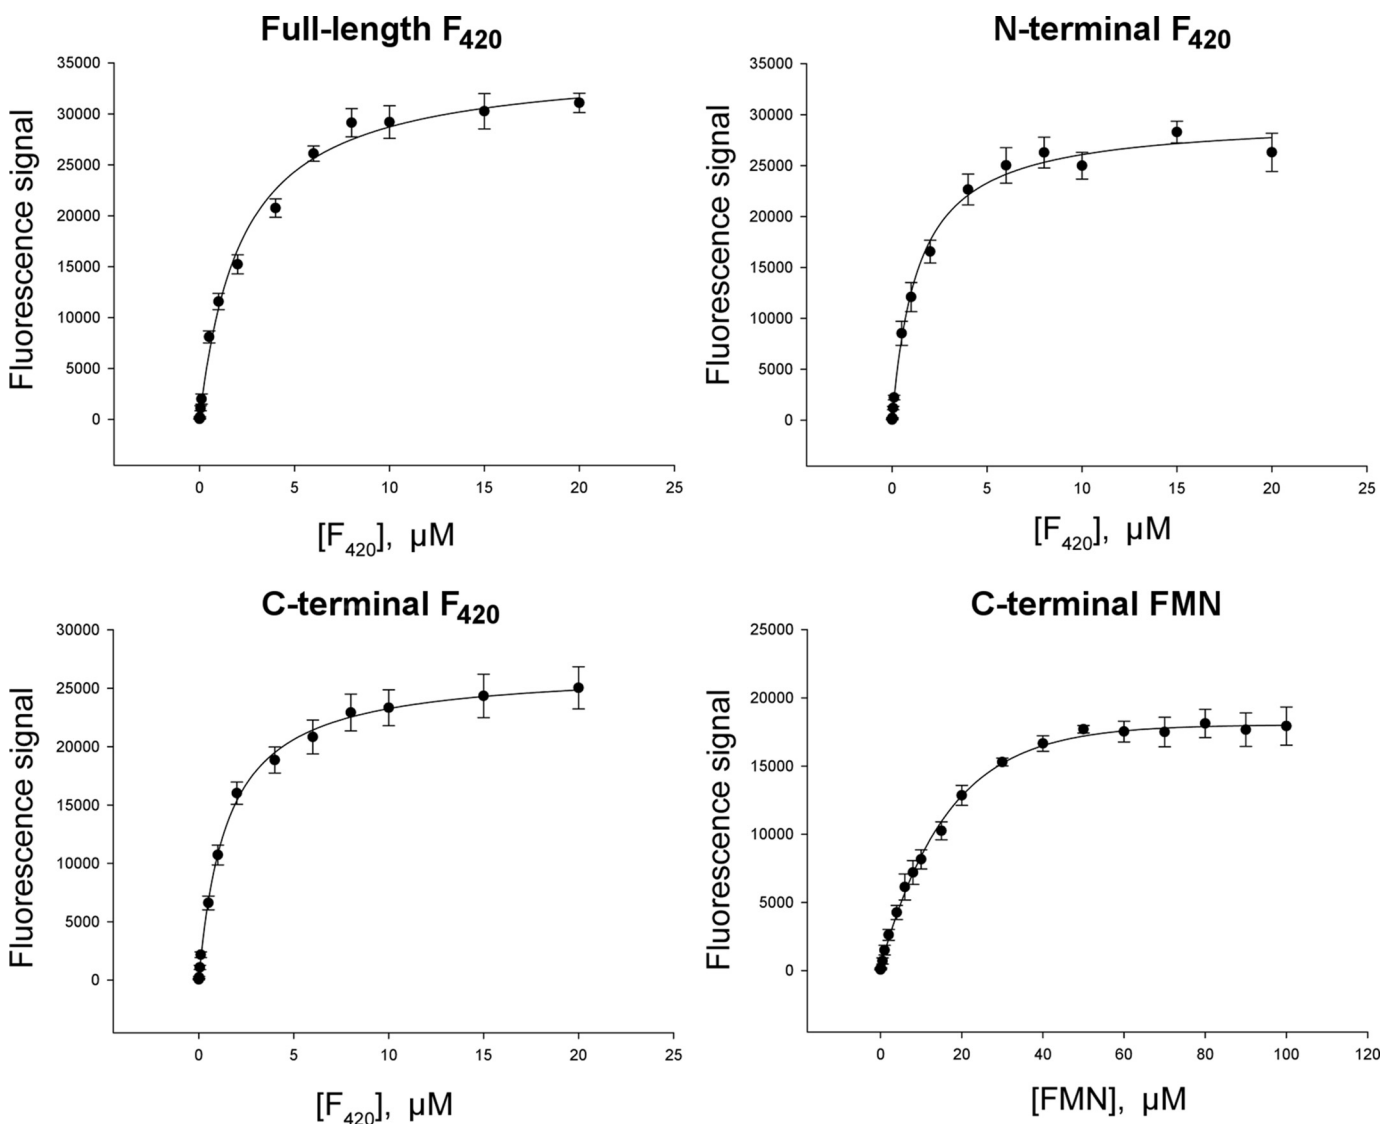 Full-length F420
35000
30000
25000
20000
15000
10000
5000
0
Fluorescence signal
0 5 10 15 20 25
[F420], µM
N-terminal F420
35000
30000
25000
20000
15000
10000
5000
0
Fluorescence signal
0 5 10 15 20 25
[F420], µM
C-terminal F420
30000
25000
20000
15000
10000
5000
0
Fluorescence signal
0 5 10 15 20 25
[F420], µM
C-terminal FMN
25000
20000
15000
10000
5000
0
Fluorescence signal
0 20 40 60 80 100 120
[FMN], µM